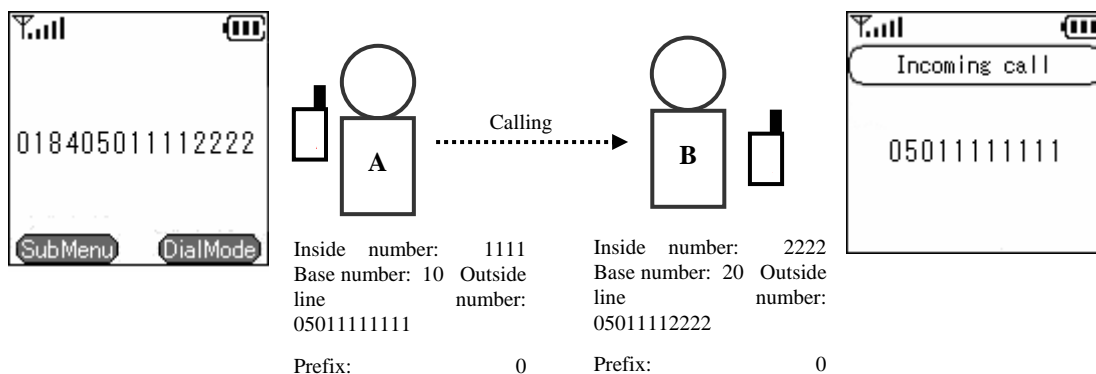 018405011112222
SubMenu DialMode
Calling
A
B
Incoming call
05011111111
Inside number: 1111
Base number: 10 Outside
line number:
05011111111
Prefix: 0
Inside number: 2222
Base number: 20 Outside
line number:
05011112222
Prefix: 0